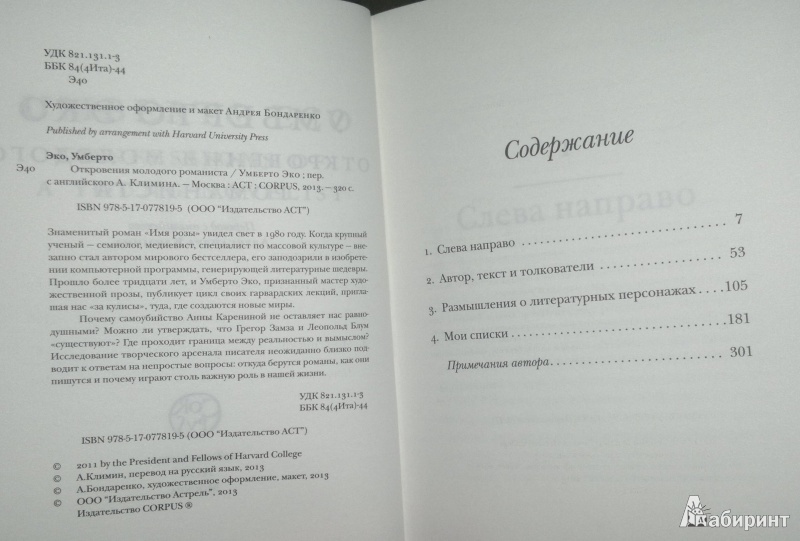 УДК 821.131.1-3
ББК 84(4Ита)-44
Э40
Художественное оформление и макет Андрея Бондаренко
Published by arrangement with Harvard University Press
Эко, Умберто
Э40 Откровения молодого романиста / Умберто Эко ; пер.
с английского А. Климина. – Москва : АСТ : CORPUS, 2013. – 320 с.
ISBN 978-5-17-077819-5 (ООО "Издательство АСТ")
Знаменитый роман «Имя розы» увидел свет в 1980 году. Когда крупный
ученый — семиолог, медиевист, специалист по массовой культуре — вне-
запно стал автором мирового бестселлера, его заподозрили в изобрете-
нии компьютерной программы, генерирующей литературные шедевры.
Прошло более тридцати лет, и Умберто Эко, признанный мастер худо-
жественной прозы, публикует цикл своих гарвардских лекций, пригла-
шая нас «за кулисы», туда, где создаются новые миры.
Почему самоубийство Анны Карениной не оставляет нас равно-
душными? Можно ли утверждать, что Грегор Замза и Леопольд Блум
"существуют"? Где проходит граница между реальностью и вымыслом?
Исследование творческого арсенала писателя неожиданно близко под-
водит к ответам на непростые вопросы: откуда берутся романы, как они
пишутся и почему играют столь важную роль в нашей жизни.
УДК 821.131.1-3
ББК 84(4Ита)-44
ISBN 978-5-17-077819-5 (ООО "Издательство АСТ")
© 2011 by the President and Fellows of Harvard College
© А.Климин, перевод на русский язык, 2013
© А.Бондаренко, художественное оформление, макет, 2013
© ООО "Издательство Астрель", 2013
Издательство CORPUS ®
Содержание
1. Слева направо 7
2. Автор, текст и толкователи 53
3. Размышления о литературных персонажах 105
4. Мои списки 181
Примечания автора 301
Лабиринт